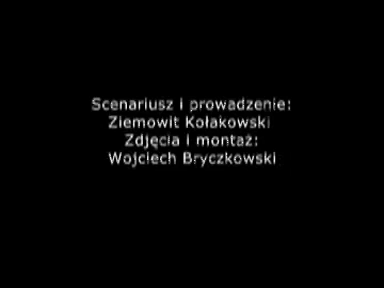 Scenariusz i prowadzenie:
Ziemowit Kołakowski
Zdjęcia i montaż:
Wojciech Bryczkowski